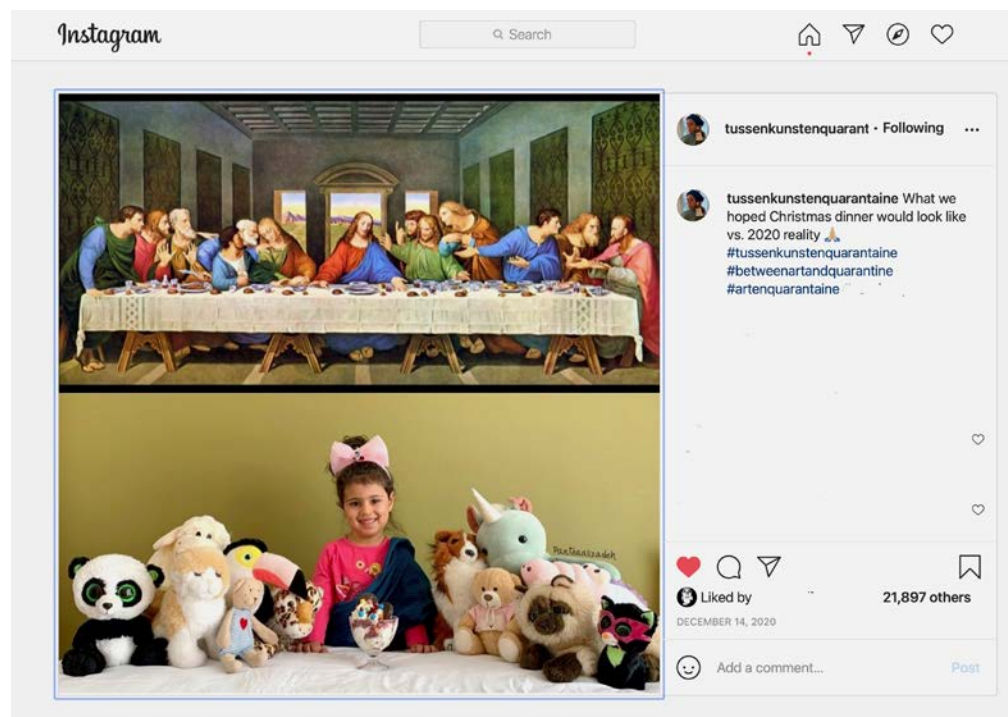 Instagram
Search
tussenkunstenquarant · Following
tussenkunstenquarantaine What we
hoped Christmas dinner would look like
vs. 2020 reality 🙏🏼
#tussenkunstenquarantaine
#betweenartandquarantine
#artenquarantaine
Liked by
21,897 others
DECEMBER 14, 2020
Add a comment...
Post